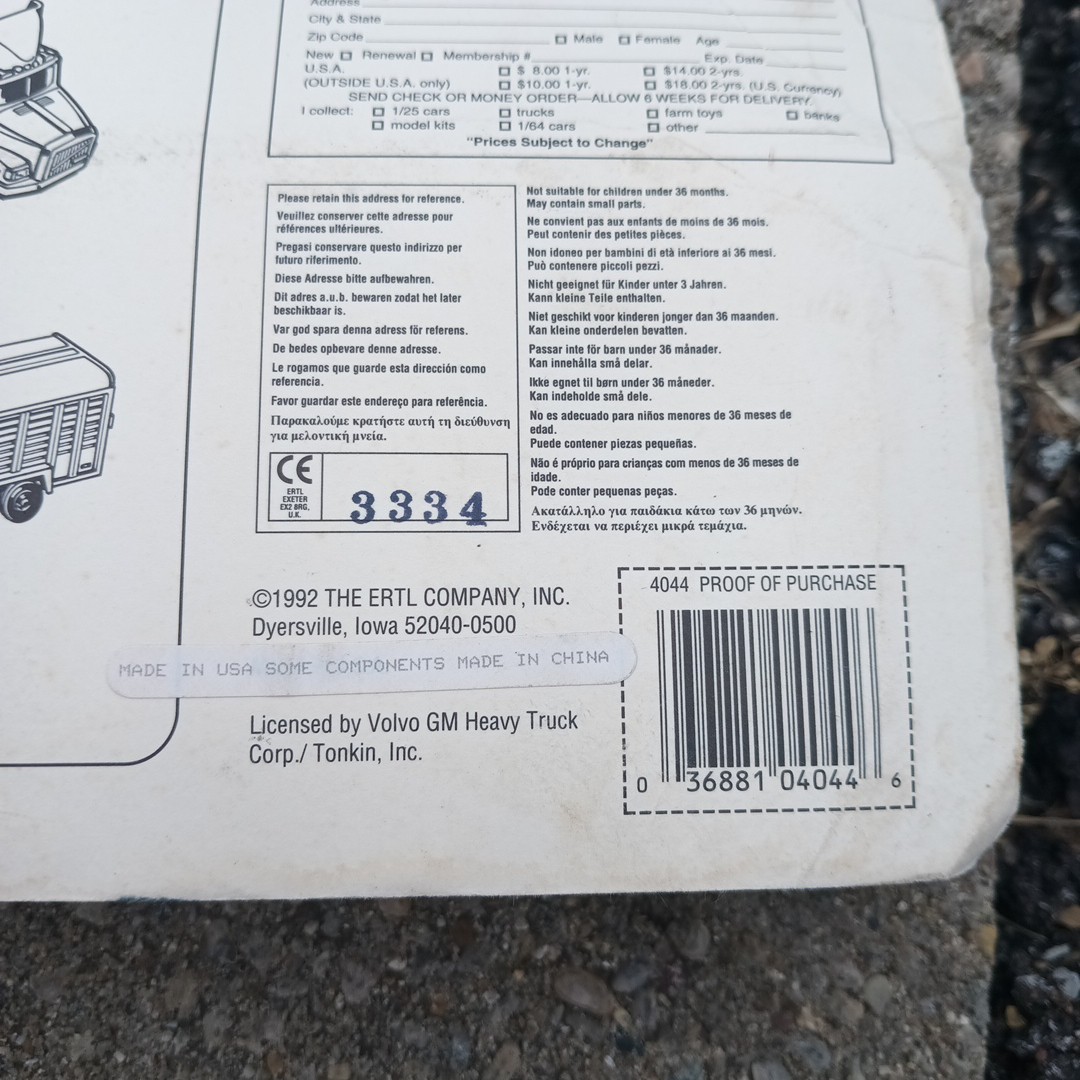 Address
City & State
Zip Code Male Female Age
New Renewal Membership # Exp. Date
U.S.A. $ 8.00 1-yr. $14.00 2-yrs.
(OUTSIDE U.S.A. only) $10.00 1-yr. $18.00 2-yrs. (U.S. Currency)
SEND CHECK OR MONEY ORDER—ALLOW 6 WEEKS FOR DELIVERY.
I collect: 1/25 cars trucks farm toys banks
model kits 1/64 cars other
"Prices Subject to Change"
Please retain this address for reference.
Veuillez conserver cette adresse pour
références ultérieures.
Pregasi conservare questo indirizzo per
futuro riferimento.
Diese Adresse bitte aufbewahren.
Dit adres a.u.b. bewaren zodat het later
beschikbaar is.
Var god spara denna adress för referens.
De bedes opbevare denne adresse.
Le rogamos que guarde esta dirección como
referencia.
Favor guardar este endereço para referência.
Παρακαλούμε κρατήστε αυτή τη διεύθυνση
για μελοντική μνεία.
CE
ERTL
EXETER
EX2 8RG,
U.K.
3334
Not suitable for children under 36 months.
May contain small parts.
Ne convient pas aux enfants de moins de 36 mois.
Peut contenir des petites pièces.
Non idoneo per bambini di età inferiore ai 36 mesi.
Può contenere piccoli pezzi.
Nicht geeignet für Kinder unter 3 Jahren.
Kann kleine Teile enthalten.
Niet geschikt voor kinderen jonger dan 36 maanden.
Kan kleine onderdelen bevatten.
Passar inte för barn under 36 månader.
Kan innehålla små delar.
Ikke egnet til børn under 36 måneder.
Kan indeholde små dele.
No es adecuado para niños menores de 36 meses de
edad.
Puede contener piezas pequeñas.
Não é próprio para crianças com menos de 36 meses de
idade.
Pode conter pequenas peças.
Ακατάλληλο για παιδάκια κάτω των 36 μηνών.
Ενδέχεται να περιέχει μικρά τεμάχια.
©1992 THE ERTL COMPANY, INC.
Dyersville, Iowa 52040-0500
MADE IN USA SOME COMPONENTS MADE IN CHINA
Licensed by Volvo GM Heavy Truck
Corp./ Tonkin, Inc.
4044 PROOF OF PURCHASE
0 36881 04044 6